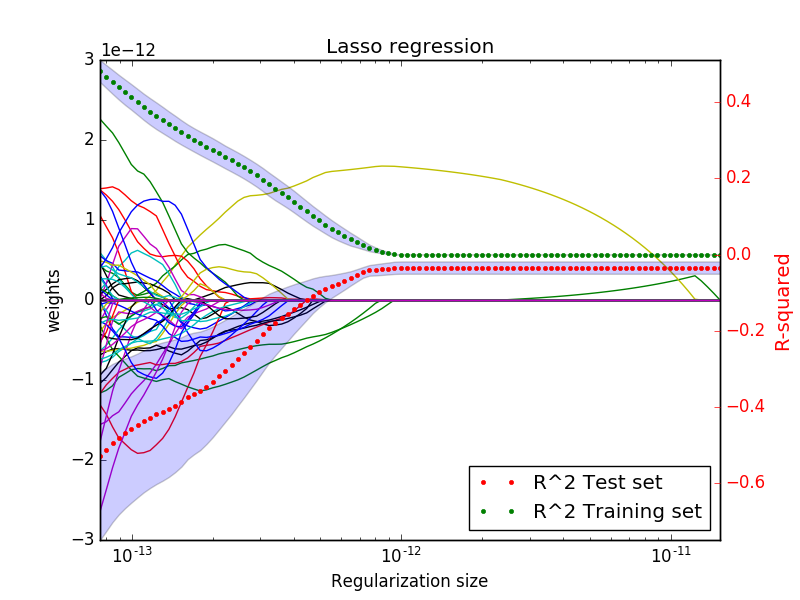 Lasso regression
1e−12
3
2
1
0
−1
−2
−3
weights
0.4
0.2
0.0
−0.2
−0.4
−0.6
R-squared
R^2 Test set
R^2 Training set
10^-13
10^-12
10^-11
Regularization size